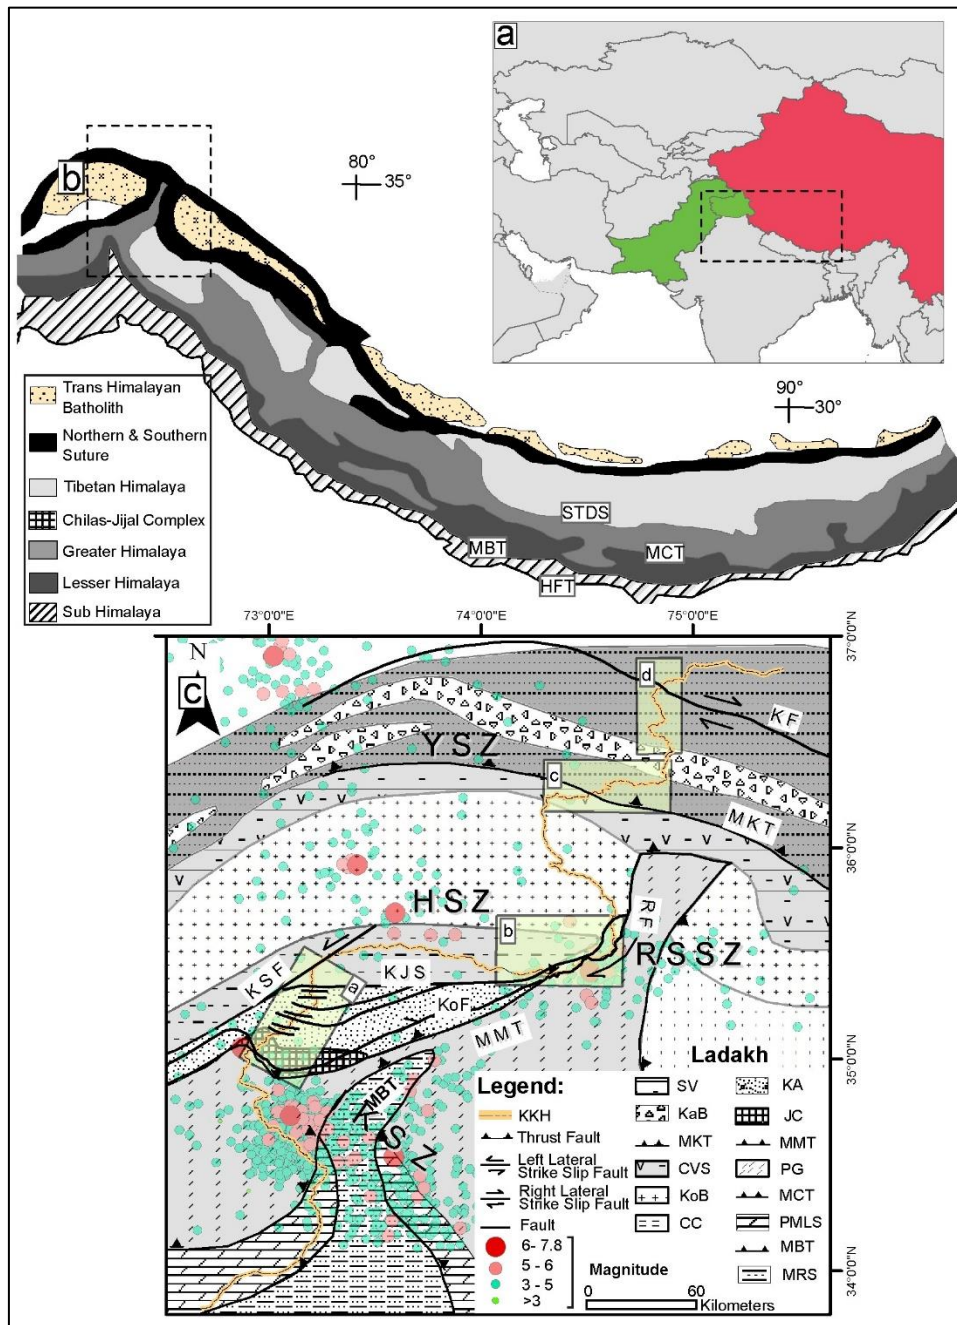 a
b
80°
35°
90°
30°
Trans Himalayan
Batholith
Northern & Southern
Suture
Tibetan Himalaya
Chilas-Jijal Complex
Greater Himalaya
Lesser Himalaya
Sub Himalaya
STDS
MBT
MCT
HFT
73°0'0"E
74°0'0"E
75°0'0"E
37°0'0"N
36°0'0"N
35°0'0"N
34°0'0"N
N
C
d
KF
YSZ
c
MKT
HSZ
b
RF
RSSZ
KSF
a
KJS
KoF
MMT
MBT
KSZ
Ladakh
Legend:
KKH
Thrust Fault
Left Lateral
Strike Slip Fault
Right Lateral
Strike Slip Fault
Fault
6- 7.8
5 - 6
3 - 5
>3
Magnitude
SV
KaB
MKT
CVS
KoB
CC
KA
JC
MMT
PG
MCT
PMLS
MBT
MRS
0
60
Kilometers